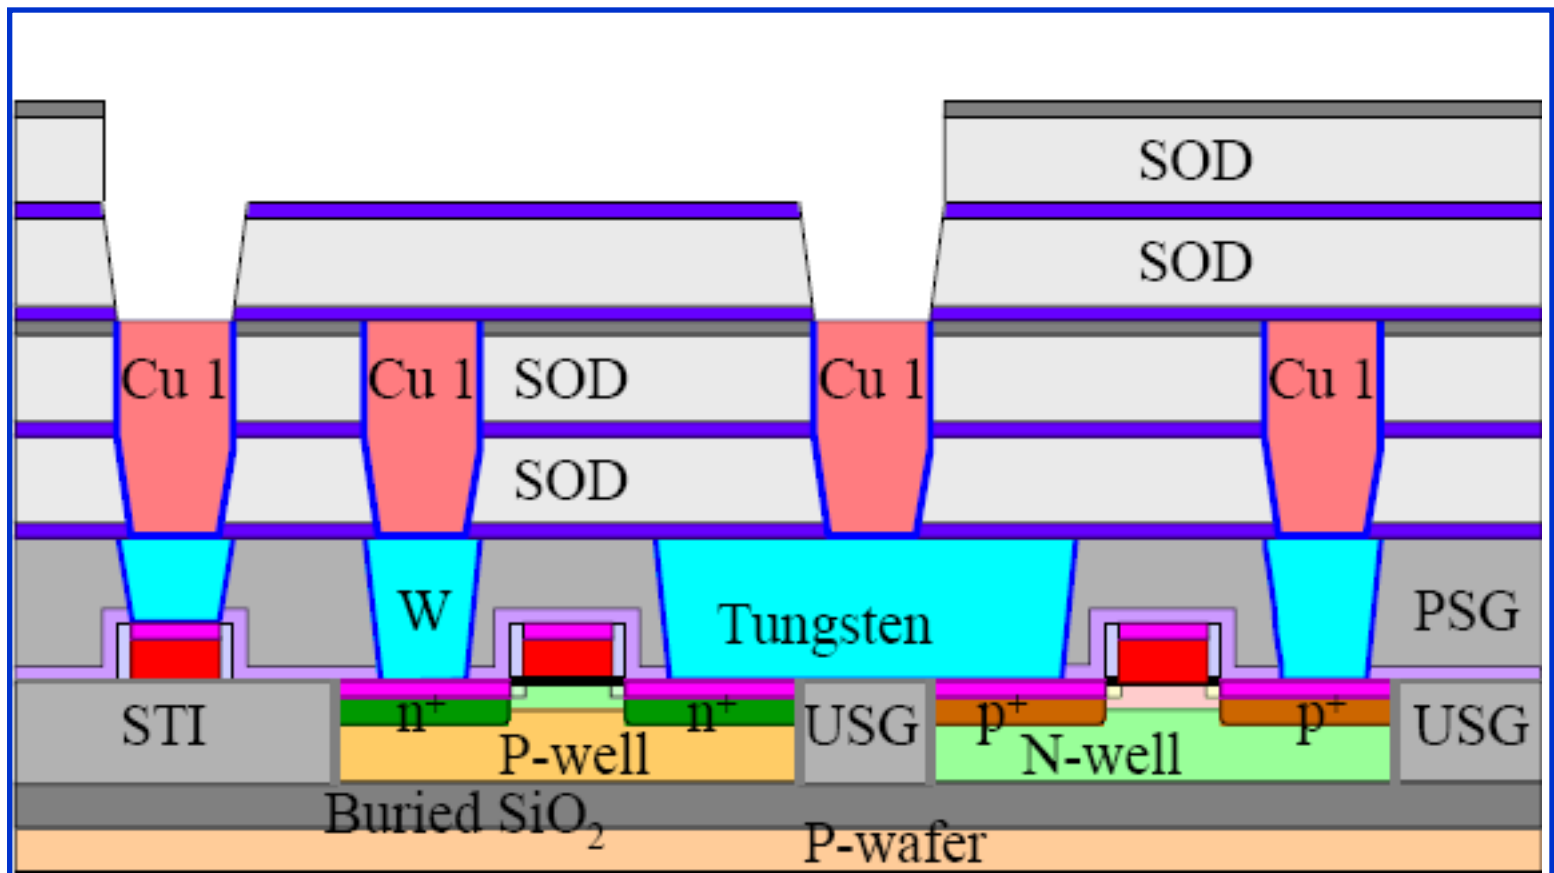 SOD
SOD
Cu 1 Cu 1 SOD Cu 1 Cu 1
SOD
W Tungsten PSG
STI n⁺ n⁺ USG p⁺ p⁺ USG
P-well N-well
Buried SiO₂
P-wafer